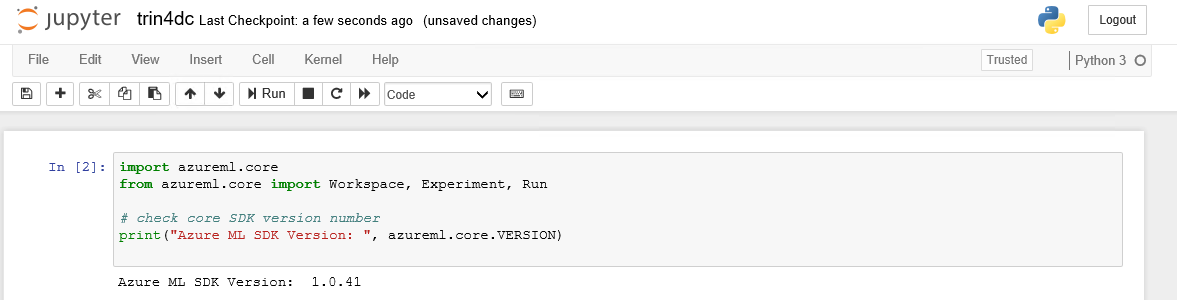 jupyter trin4dc Last Checkpoint: a few seconds ago (unsaved changes)
Logout
File Edit View Insert Cell Kernel Help
Trusted Python 3
Run Code
In [2]: import azureml.core
from azureml.core import Workspace, Experiment, Run
# check core SDK version number
print("Azure ML SDK Version: ", azureml.core.VERSION)
Azure ML SDK Version:  1.0.41